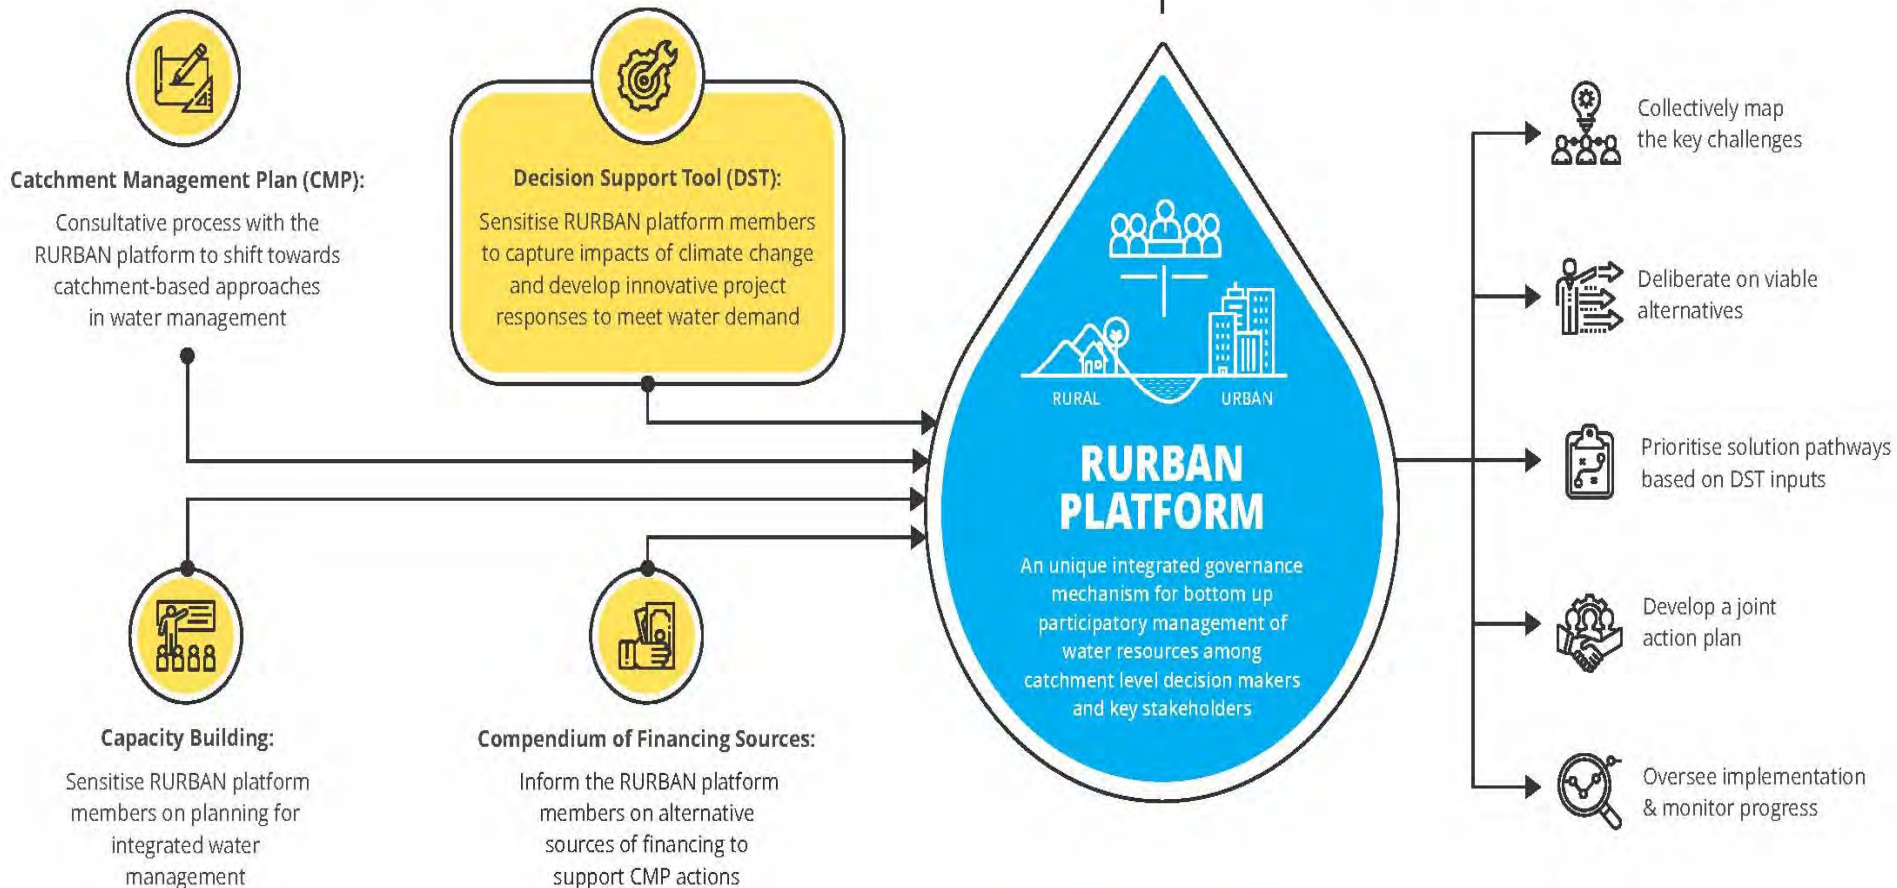 Catchment Management Plan (CMP):
Consultative process with the
RURBAN platform to shift towards
catchment-based approaches
in water management
Decision Support Tool (DST):
Sensitise RURBAN platform members
to capture impacts of climate change
and develop innovative project
responses to meet water demand
Capacity Building:
Sensitise RURBAN platform
members on planning for
integrated water
management
Compendium of Financing Sources:
Inform the RURBAN platform
members on alternative
sources of financing to
support CMP actions
RURAL
URBAN
RURBAN
PLATFORM
An unique integrated governance
mechanism for bottom up
participatory management of
water resources among
catchment level decision makers
and key stakeholders
Collectively map
the key challenges
Deliberate on viable
alternatives
Prioritise solution pathways
based on DST inputs
Develop a joint
action plan
Oversee implementation
& monitor progress